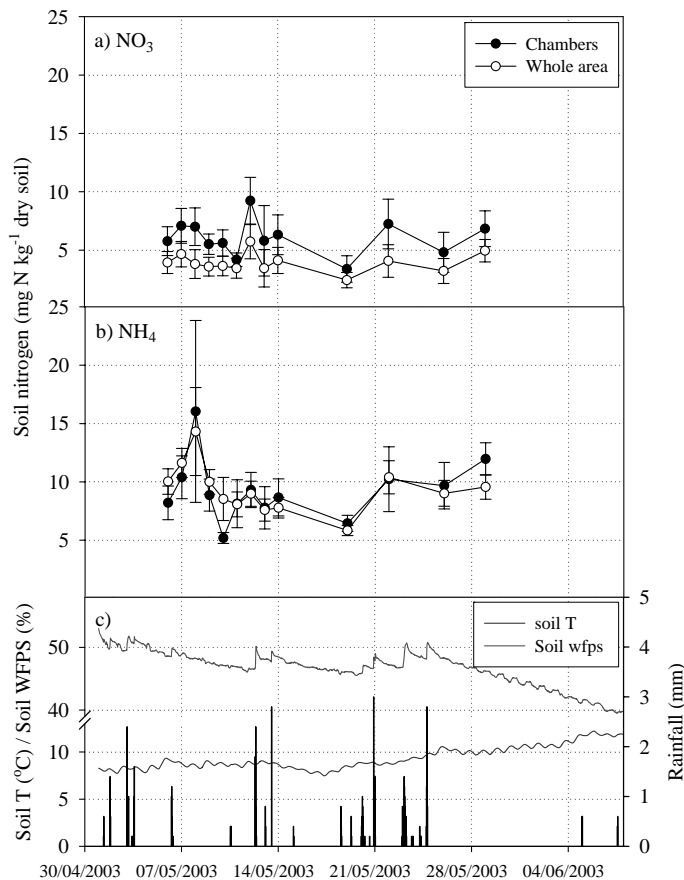 25
a) NO3
Chambers
Whole area
20
15
10
5
25
b) NH4
20
15
10
5
Soil nitrogen (mg N kg-1 dry soil)
c)
soil T
Soil wfps
50
40
10
5
0
Soil T (°C) / Soil WFPS (%)
5
4
3
2
1
0
Rainfall (mm)
30/04/2003 07/05/2003 14/05/2003 21/05/2003 28/05/2003 04/06/2003